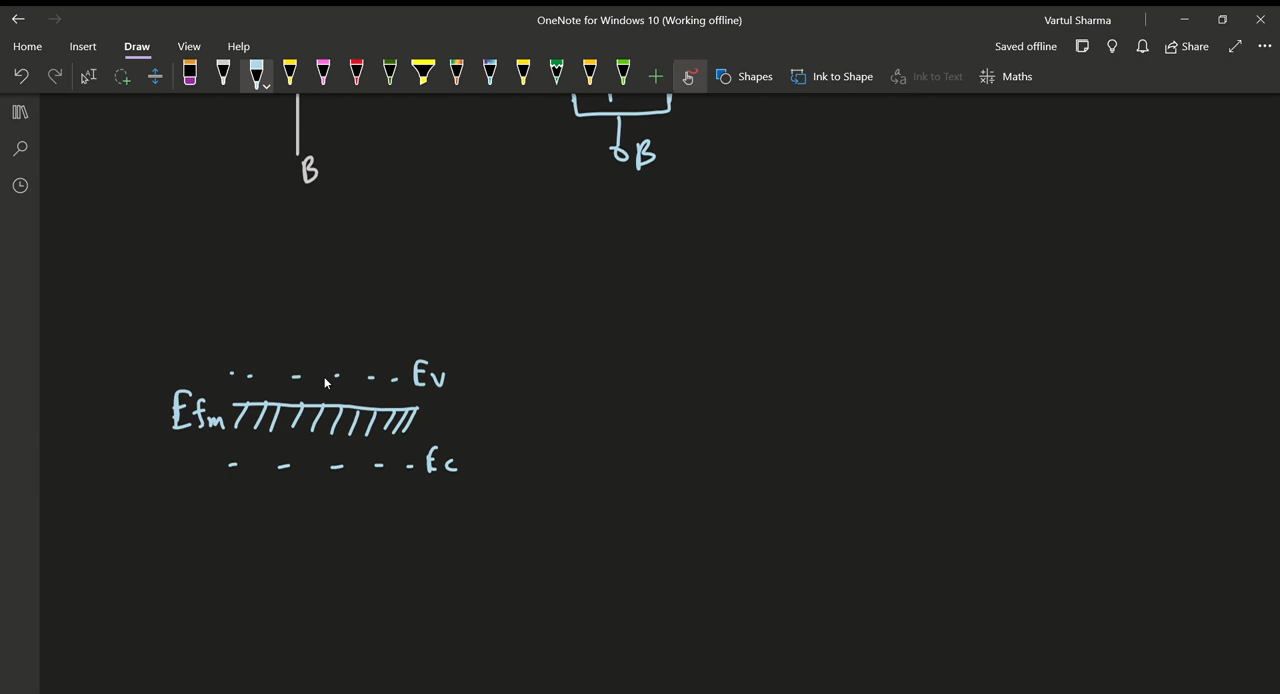 OneNote for Windows 10 (Working offline)
Vartul Sharma
Home Insert Draw View Help
Saved offline
Share
Shapes
Ink to Shape
Ink to Text
Maths
B
B
Ev
Efm
Ec